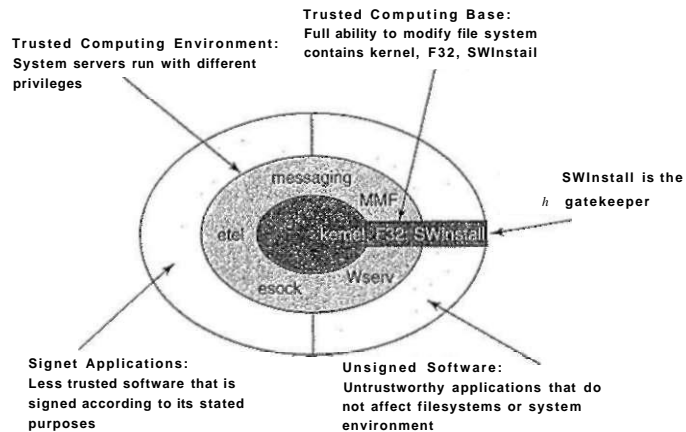 Trusted Computing Base:
Full ability to modify file system
contains kernel, F32, SWInstail
Trusted Computing Environment:
System servers run with different
privileges
SWInstall is the
h gatekeeper
messaging
MMF
etel
kernel, F32, SWinstall
Wserv
esock
Signet Applications:
Less trusted software that is
signed according to its stated
purposes
Unsigned Software:
Untrustworthy applications that do
not affect filesystems or system
environment